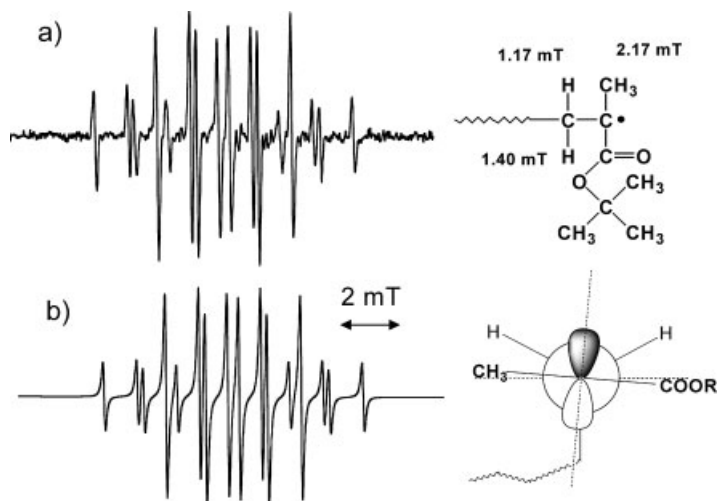 a)
1.17 mT 2.17 mT
H CH3
C C•
H
1.40 mT C=O
O CH3
C
CH3 CH3
b)
2 mT
H H
CH3
COOR